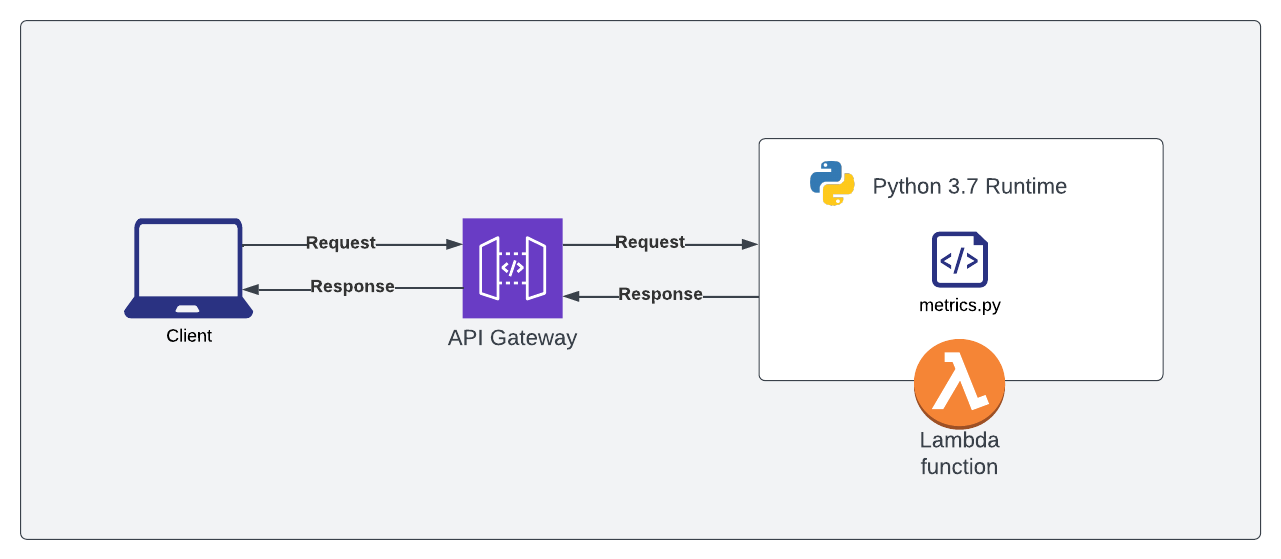 Python 3.7 Runtime
Request
Request
Response
Response
metrics.py
Client
API Gateway
Lambda
function